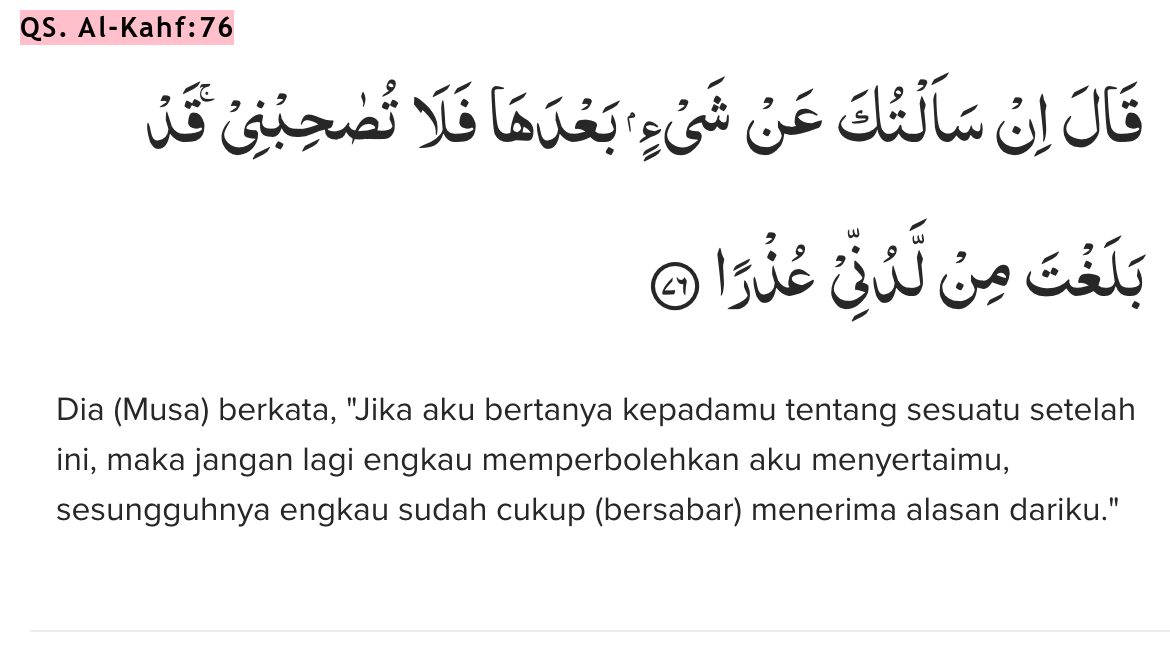 QS. Al-Kahf:76
قَالَ اِنْ سَاَلْتُكَ عَنْ شَيْءٍۢ بَعْدَهَا فَلَا تُصٰحِبْنِيْۚ قَدْ
بَلَغْتَ مِنْ لَّدُنِّيْ عُذْرًا ٧٦
Dia (Musa) berkata, "Jika aku bertanya kepadamu tentang sesuatu setelah
ini, maka jangan lagi engkau memperbolehkan aku menyertaimu,
sesungguhnya engkau sudah cukup (bersabar) menerima alasan dariku."